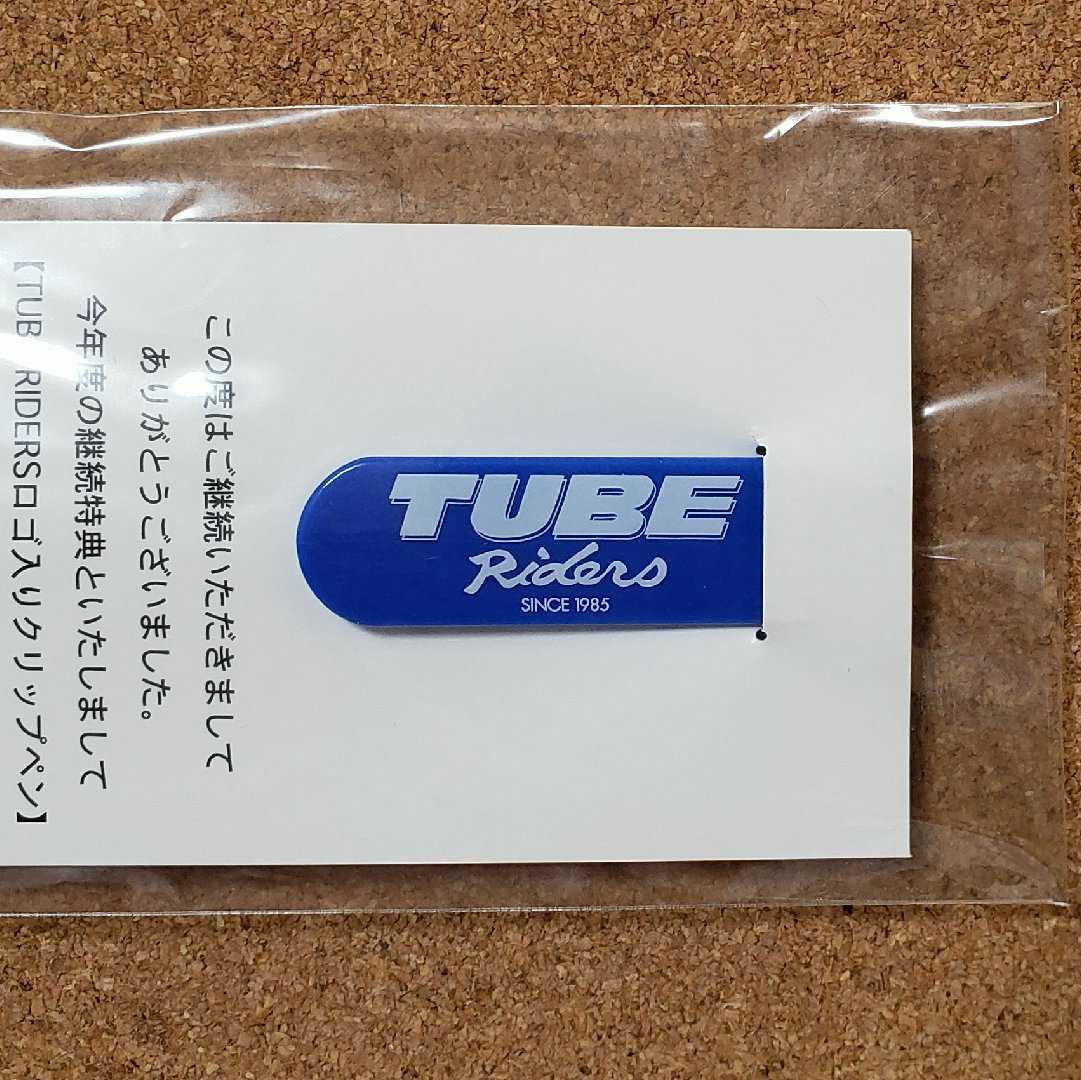 この度はご継続いただきまして
ありがとうございました。
今年度の継続特典といたしまして
【TUB RIDERSロゴ入りクリップペン】
TUBE
Riders
SINCE 1985